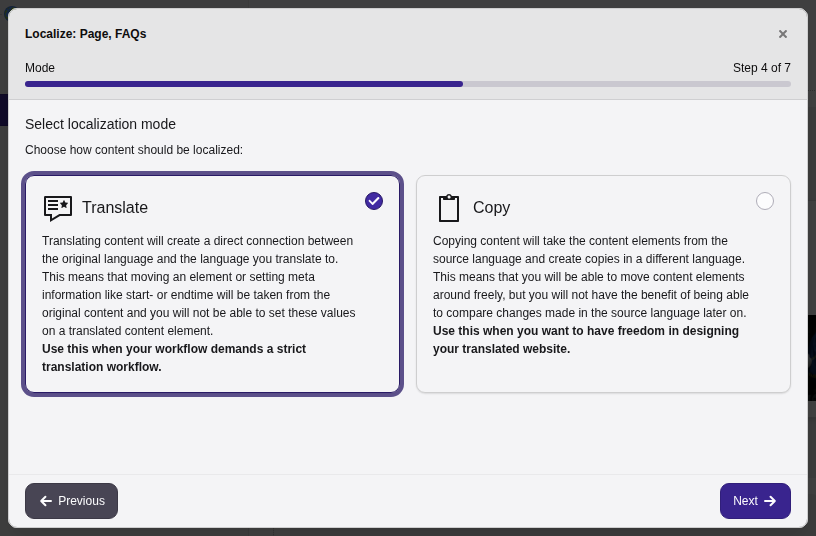 Localize: Page, FAQs
×
Mode
Step 4 of 7
Select localization mode
Choose how content should be localized:
Translate
Translating content will create a direct connection between
the original language and the language you translate to.
This means that moving an element or setting meta
information like start- or endtime will be taken from the
original content and you will not be able to set these values
on a translated content element.
Use this when your workflow demands a strict
translation workflow.
Copy
Copying content will take the content elements from the
source language and create copies in a different language.
This means that you will be able to move content elements
around freely, but you will not have the benefit of being able
to compare changes made in the source language later on.
Use this when you want to have freedom in designing
your translated website.
Previous
Next